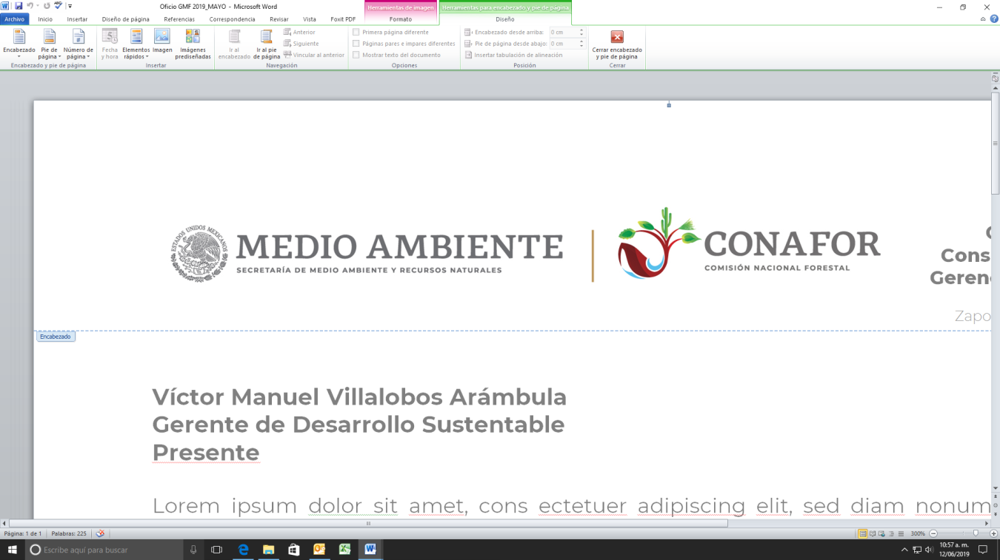 Oficio GMF 2019_MAYO - Microsoft Word
Herramientas de imagen
Herramientas para encabezado y pie de página
Archivo Inicio Insertar Diseño de página Referencias Correspondencia Revisar Vista Foxit PDF Formato Diseño
Encabezado
Pie de página
Número de página
Encabezado y pie de página
Fecha y hora
Elementos rápidos
Imagen
Imágenes prediseñadas
Insertar
Ir al encabezado
Ir al pie de página
Anterior
Siguiente
Vincular al anterior
Navegación
Primera página diferente
Páginas pares e impares diferentes
Mostrar texto del documento
Opciones
Encabezado desde arriba: 0 cm
Pie de página desde abajo: 0 cm
Insertar tabulación de alineación
Posición
Cerrar encabezado y pie de página
Cerrar
ESTADOS UNIDOS MEXICANOS
MEDIO AMBIENTE
SECRETARÍA DE MEDIO AMBIENTE Y RECURSOS NATURALES
CONAFOR
COMISIÓN NACIONAL FORESTAL
Cons
Geren
Zapo
Encabezado
Víctor Manuel Villalobos Arámbula
Gerente de Desarrollo Sustentable
Presente
Lorem ipsum dolor sit amet, cons ectetuer adipiscing elit, sed diam nonum
Página: 1 de 1 Palabras: 225 300%
Escribe aquí para buscar
10:57 a. m.
12/06/2019